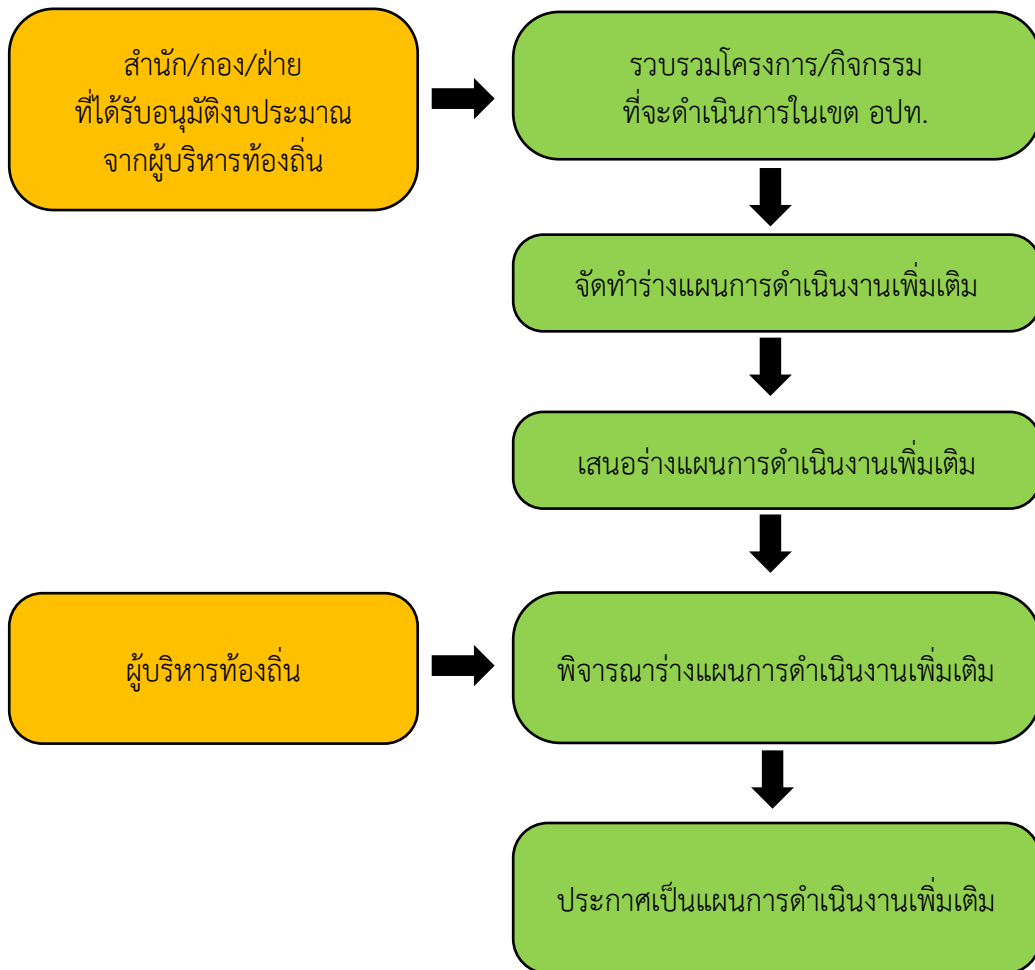 สำนัก/กอง/ฝ่าย
ที่ได้รับอนุมัติงบประมาณ
จากผู้บริหารท้องถิ่น
รวบรวมโครงการ/กิจกรรม
ที่จะดำเนินการในเขต อปท.
จัดทำร่างแผนการดำเนินงานเพิ่มเติม
เสนอร่างแผนการดำเนินงานเพิ่มเติม
ผู้บริหารท้องถิ่น
พิจารณาร่างแผนการดำเนินงานเพิ่มเติม
ประกาศเป็นแผนการดำเนินงานเพิ่มเติม